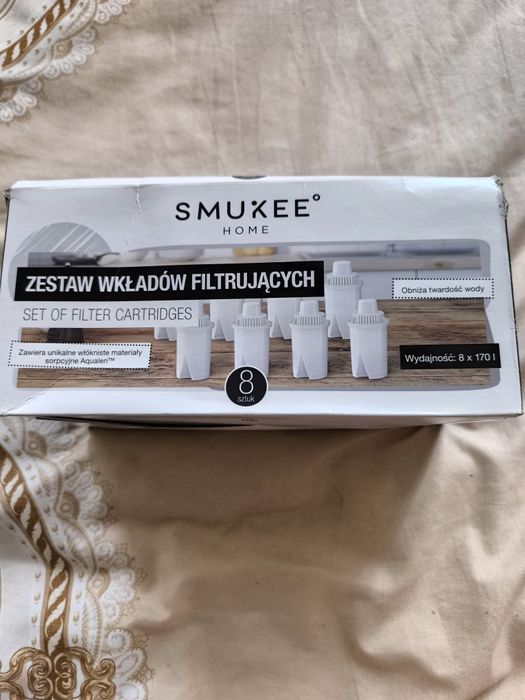 SMUKEE°
HOME
ZESTAW WKŁADÓW FILTRUJĄCYCH
SET OF FILTER CARTRIDGES
Obniża twardość wody
Zawiera unikalne włókniste materiały
sorpcyjne Aqualen™
Wydajność: 8 x 170 l
8
sztuk